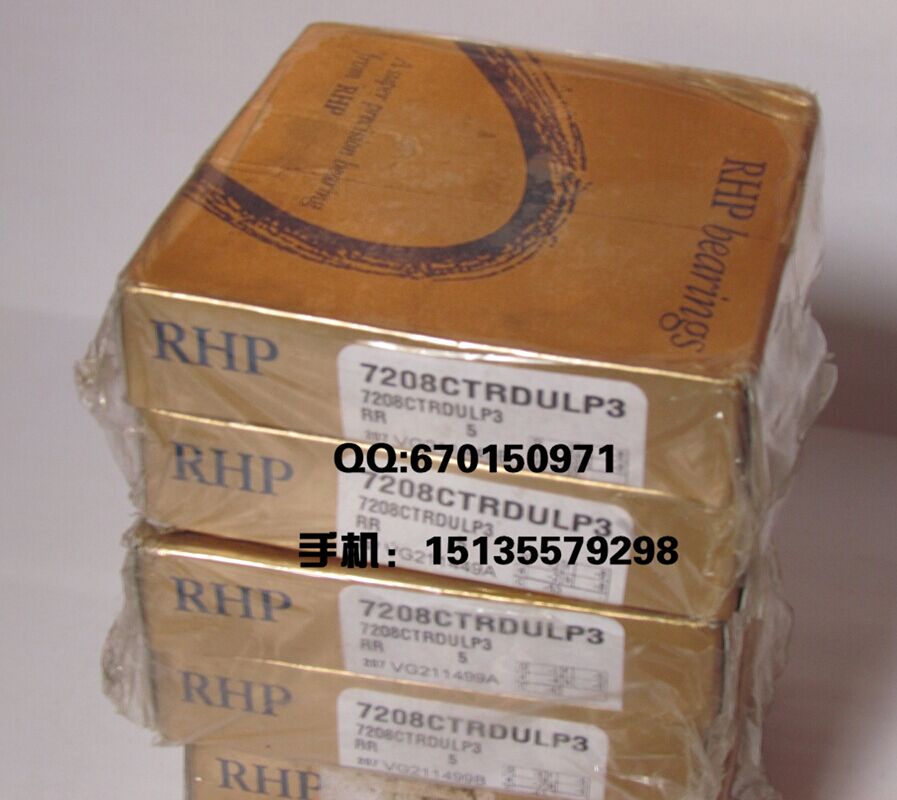 A super precision bearing
from RHP
RHP bearings
RHP
7208CTRDULP3
7208CTRDULP3
RR
5
QQ:670150971
RHP
7208CTRDULP3
7208CTRDULP3
RR
手机：15135579298
RHP
7208CTRDULP3
7208CTRDULP3
RR
5
VG211499A
RHP
7208CTRDULP3
7208CTRDULP3
RR
5
VG211499B
RHP